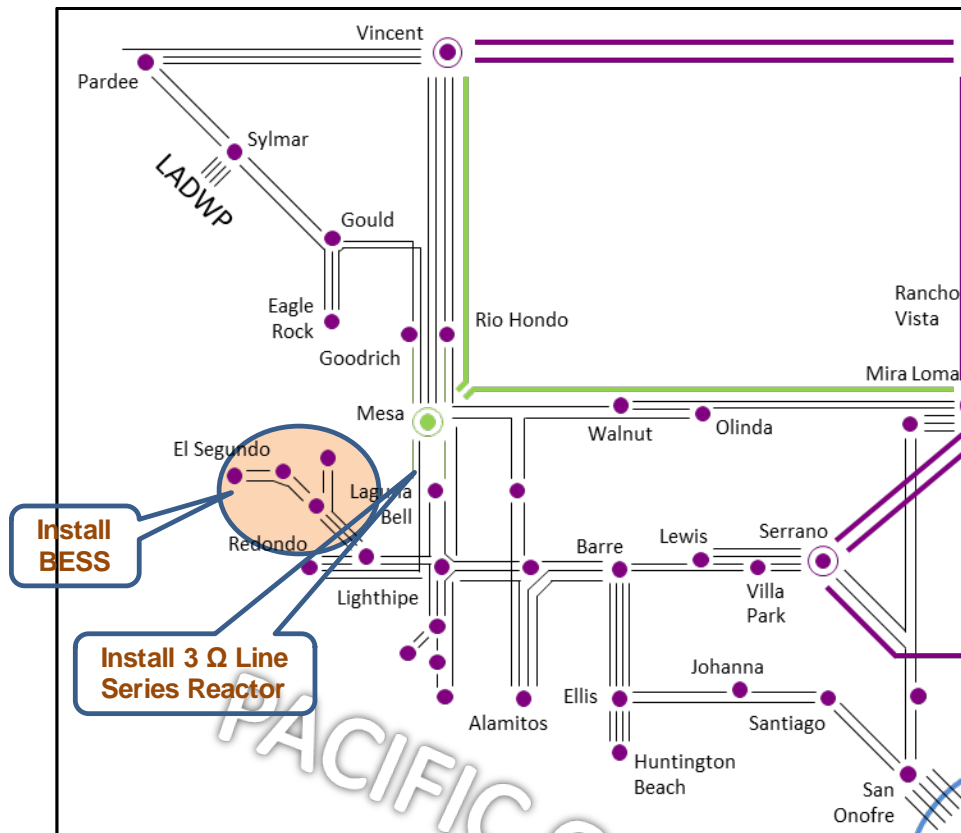 Vincent
Pardee
Sylmar
LADWP
Gould
Eagle
Rock
Rio Hondo
Goodrich
Rancho
Vista
Mira Loma
Mesa
Walnut
Olinda
El Segundo
Laguna
Bell
Install
BESS
Redondo
Barre
Lewis
Serrano
Villa
Park
Lighthipe
Install 3 Ω Line
Series Reactor
Johanna
Alamitos
Ellis
Santiago
Huntington
Beach
San
Onofre
PACIFIC